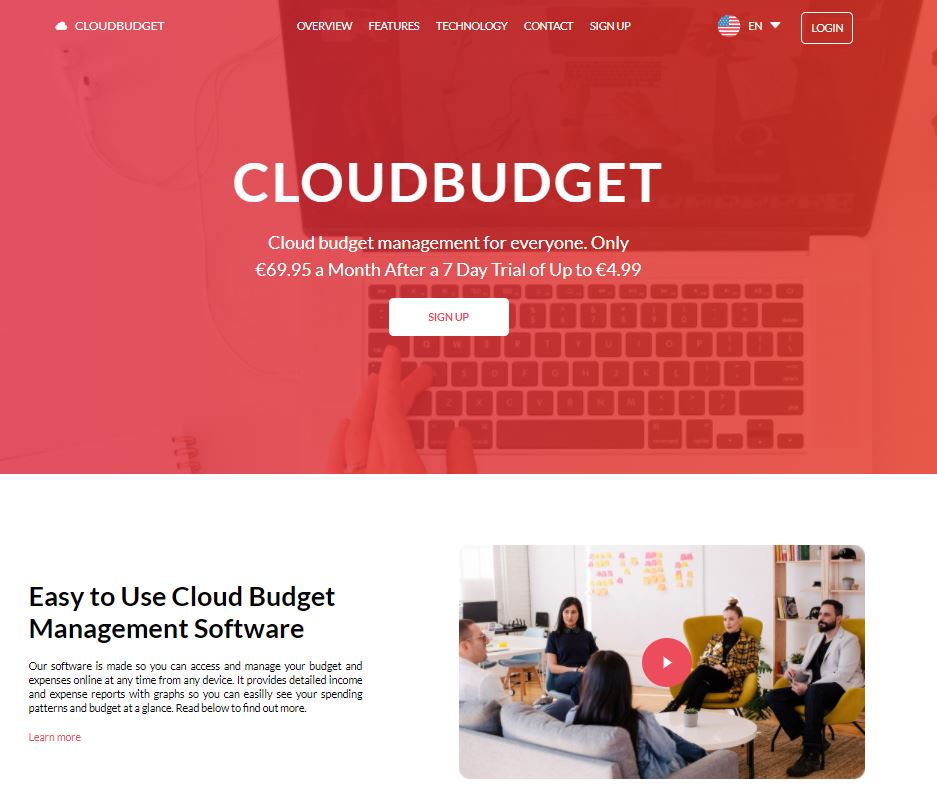 CLOUDBUDGET
OVERVIEW FEATURES TECHNOLOGY CONTACT SIGN UP
EN
LOGIN
CLOUDBUDGET
Cloud budget management for everyone. Only
€69.95 a Month After a 7 Day Trial of Up to €4.99
SIGN UP
Easy to Use Cloud Budget
Management Software
Our software is made so you can access and manage your budget and
expenses online at any time from any device. It provides detailed income
and expense reports with graphs so you can easilly see your spending
patterns and budget at a glance. Read below to find out more.
Learn more